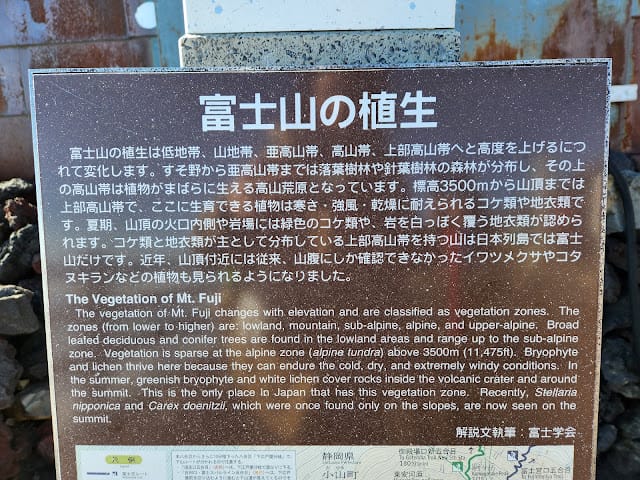 富士山の植生
富士山の植生は低地帯、山地帯、亜高山帯、高山帯、上部高山帯へと高度を上げるにつ
れて変化します。すそ野から亜高山帯までは落葉樹林や針葉樹林の森林が分布し、その上
の高山帯は植物がまばらに生える高山荒原となっています。標高3500mから山頂までは
上部高山帯で、ここに生育できる植物は寒さ・強風・乾燥に耐えられるコケ類や地衣類で
す。夏期、山頂の火口内側や岩場には緑色のコケ類や、岩を白っぽく覆う地衣類が認めら
れます。コケ類と地衣類が主として分布している上部高山帯を持つ山は日本列島では富士
山だけです。近年、山頂付近には従来、山腹にしか確認できなかったイワツメクサやコタ
ヌキランなどの植物も見られるようになりました。
The Vegetation of Mt. Fuji
The vegetation of Mt. Fuji changes with elevation and are classified as vegetation zones. The
zones (from lower to higher) are: lowland, mountain, sub-alpine, alpine, and upper-alpine. Broad
leafed deciduous and conifer trees are found in the lowland areas and range up to the sub-alpine
zone. Vegetation is sparse at the alpine zone (alpine tundra) above 3500m (11,475ft). Bryophyte
and lichen thrive here because they can endure the cold, dry, and extremely windy conditions. In
the summer, greenish bryophyte and white lichen cover rocks inside the volcanic crater and around
the summit. This is the only place in Japan that has this vegetation zone. Recently, Stellaria
nipponica and Carex doenitzii, which were once found only on the slopes, are now seen on the
summit.
解説文執筆：富士学会
静岡県
小山町
御殿場口新五合目
富士宮口五合目